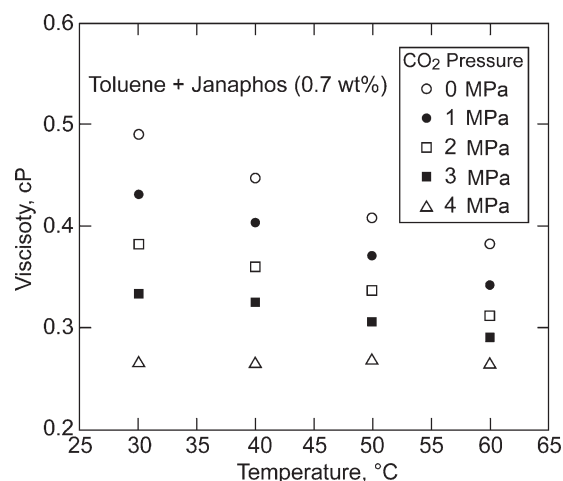 0.6
CO2 Pressure
Toluene + Janaphos (0.7 wt%)
0 MPa
1 MPa
2 MPa
3 MPa
4 MPa
0.5
0.4
0.3
0.2
Viscisoty, cP
25 30 35 40 45 50 55 60 65
Temperature, °C